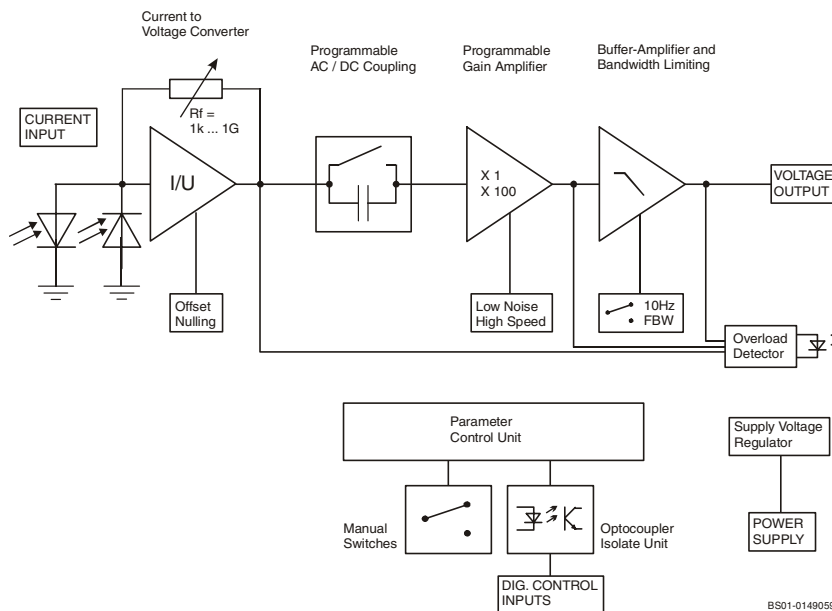 Current to
Voltage Converter
Programmable
AC / DC Coupling
Programmable
Gain Amplifier
Buffer-Amplifier and
Bandwidth Limiting
CURRENT
INPUT
Rf =
1k ... 1G
I/U
X 1
X 100
VOLTAGE
OUTPUT
Offset
Nulling
Low Noise
High Speed
10Hz
FBW
Overload
Detector
Parameter
Control Unit
Supply Voltage
Regulator
Manual
Switches
Optocoupler
Isolate Unit
POWER
SUPPLY
DIG. CONTROL
INPUTS
BS01-0149059